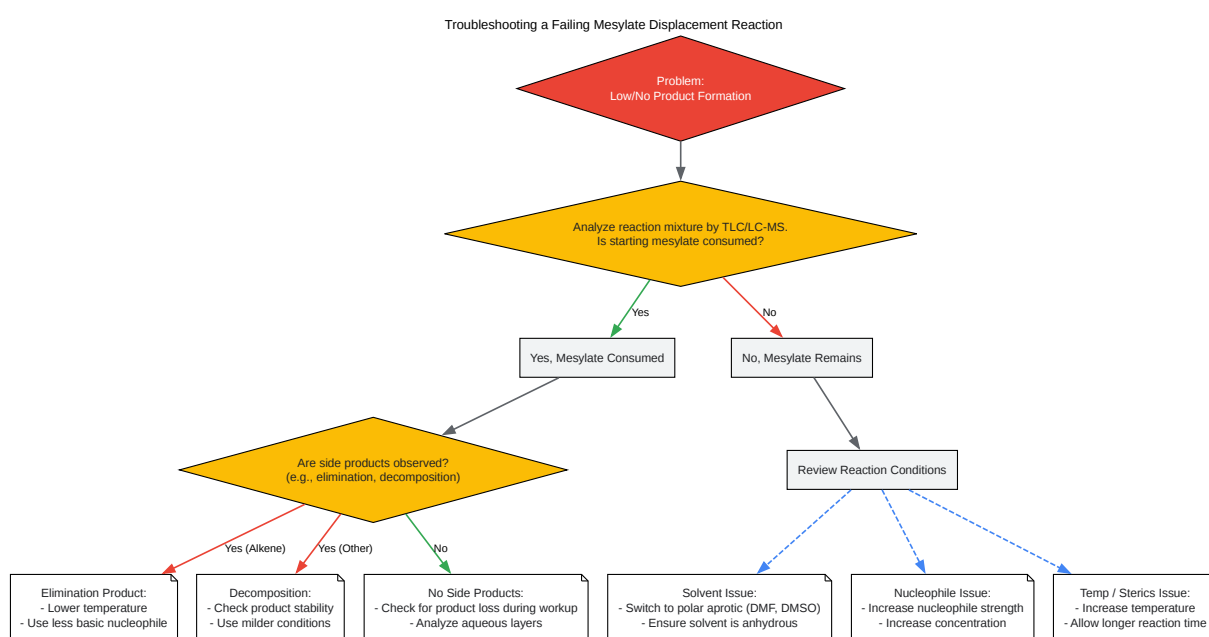 Troubleshooting a Failing Mesylate Displacement Reaction
Problem:
Low/No Product Formation
Analyze reaction mixture by TLC/LC-MS.
Is starting mesylate consumed?
Yes
No
Yes, Mesylate Consumed
No, Mesylate Remains
Are side products observed?
(e.g., elimination, decomposition)
Review Reaction Conditions
Yes (Alkene)
Yes (Other)
No
Elimination Product:
- Lower temperature
- Use less basic nucleophile
Decomposition:
- Check product stability
- Use milder conditions
No Side Products:
- Check for product loss during workup
- Analyze aqueous layers
Solvent Issue:
- Switch to polar aprotic (DMF, DMSO)
- Ensure solvent is anhydrous
Nucleophile Issue:
- Increase nucleophile strength
- Increase concentration
Temp / Sterics Issue:
- Increase temperature
- Allow longer reaction time